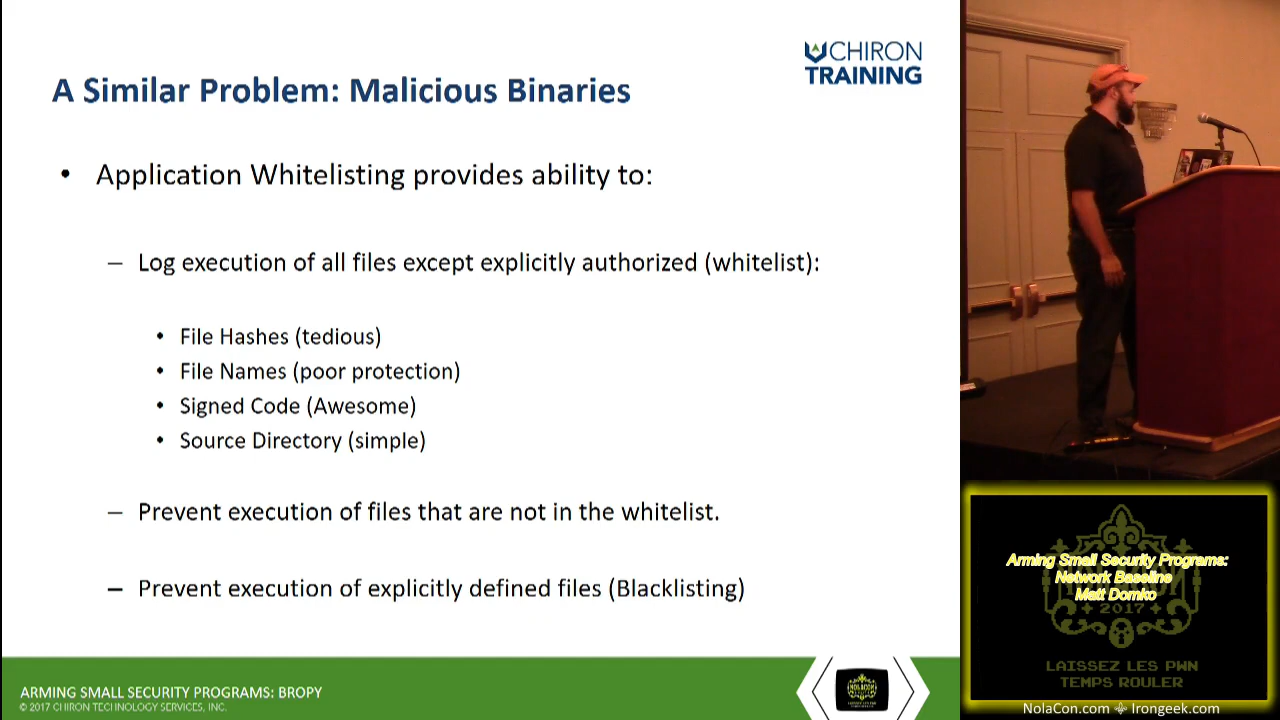 CHIRON
TRAINING
A Similar Problem: Malicious Binaries
• Application Whitelisting provides ability to:
– Log execution of all files except explicitly authorized (whitelist):
• File Hashes (tedious)
• File Names (poor protection)
• Signed Code (Awesome)
• Source Directory (simple)
– Prevent execution of files that are not in the whitelist.
– Prevent execution of explicitly defined files (Blacklisting)
ARMING SMALL SECURITY PROGRAMS: BROPY
© 2017 CHIRON TECHNOLOGY SERVICES, INC.
Arming Small Security Programs:
Network Baseline
Matt Domko
2017
LAISSEZ LES PWN
TEMPS ROULER
NolaCon.com ⚜ Irongeek.com